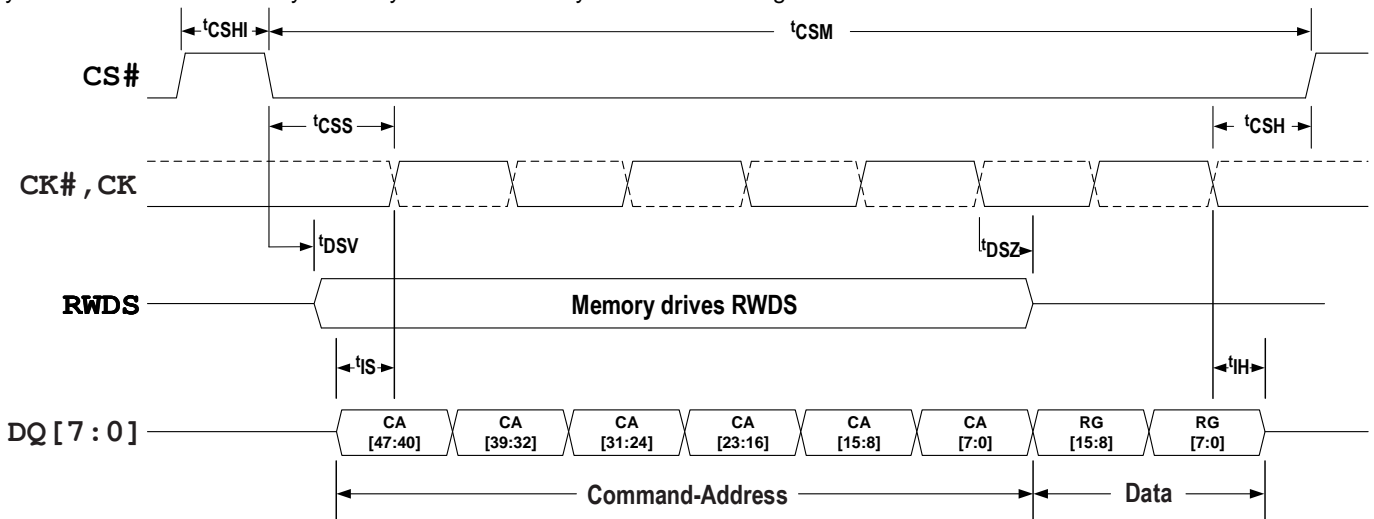 tCSHI
tCSM
CS#
tCSS
tCSH
CK#,CK
tDSV
tDSZ
RWDS
Memory drives RWDS
tIS
tIH
DQ[7:0]
CA
[47:40]
CA
[39:32]
CA
[31:24]
CA
[23:16]
CA
[15:8]
CA
[7:0]
RG
[15:8]
RG
[7:0]
Command-Address
Data